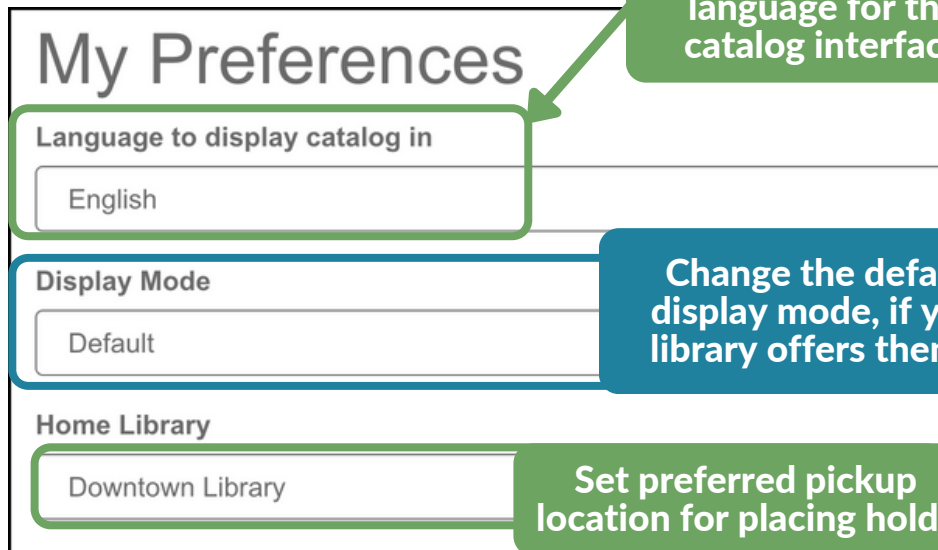 language for th
catalog interfac
My Preferences
Language to display catalog in
English
Display Mode
Change the defa
display mode, if y
library offers ther
Default
Home Library
Downtown Library
Set preferred pickup
location for placing hold